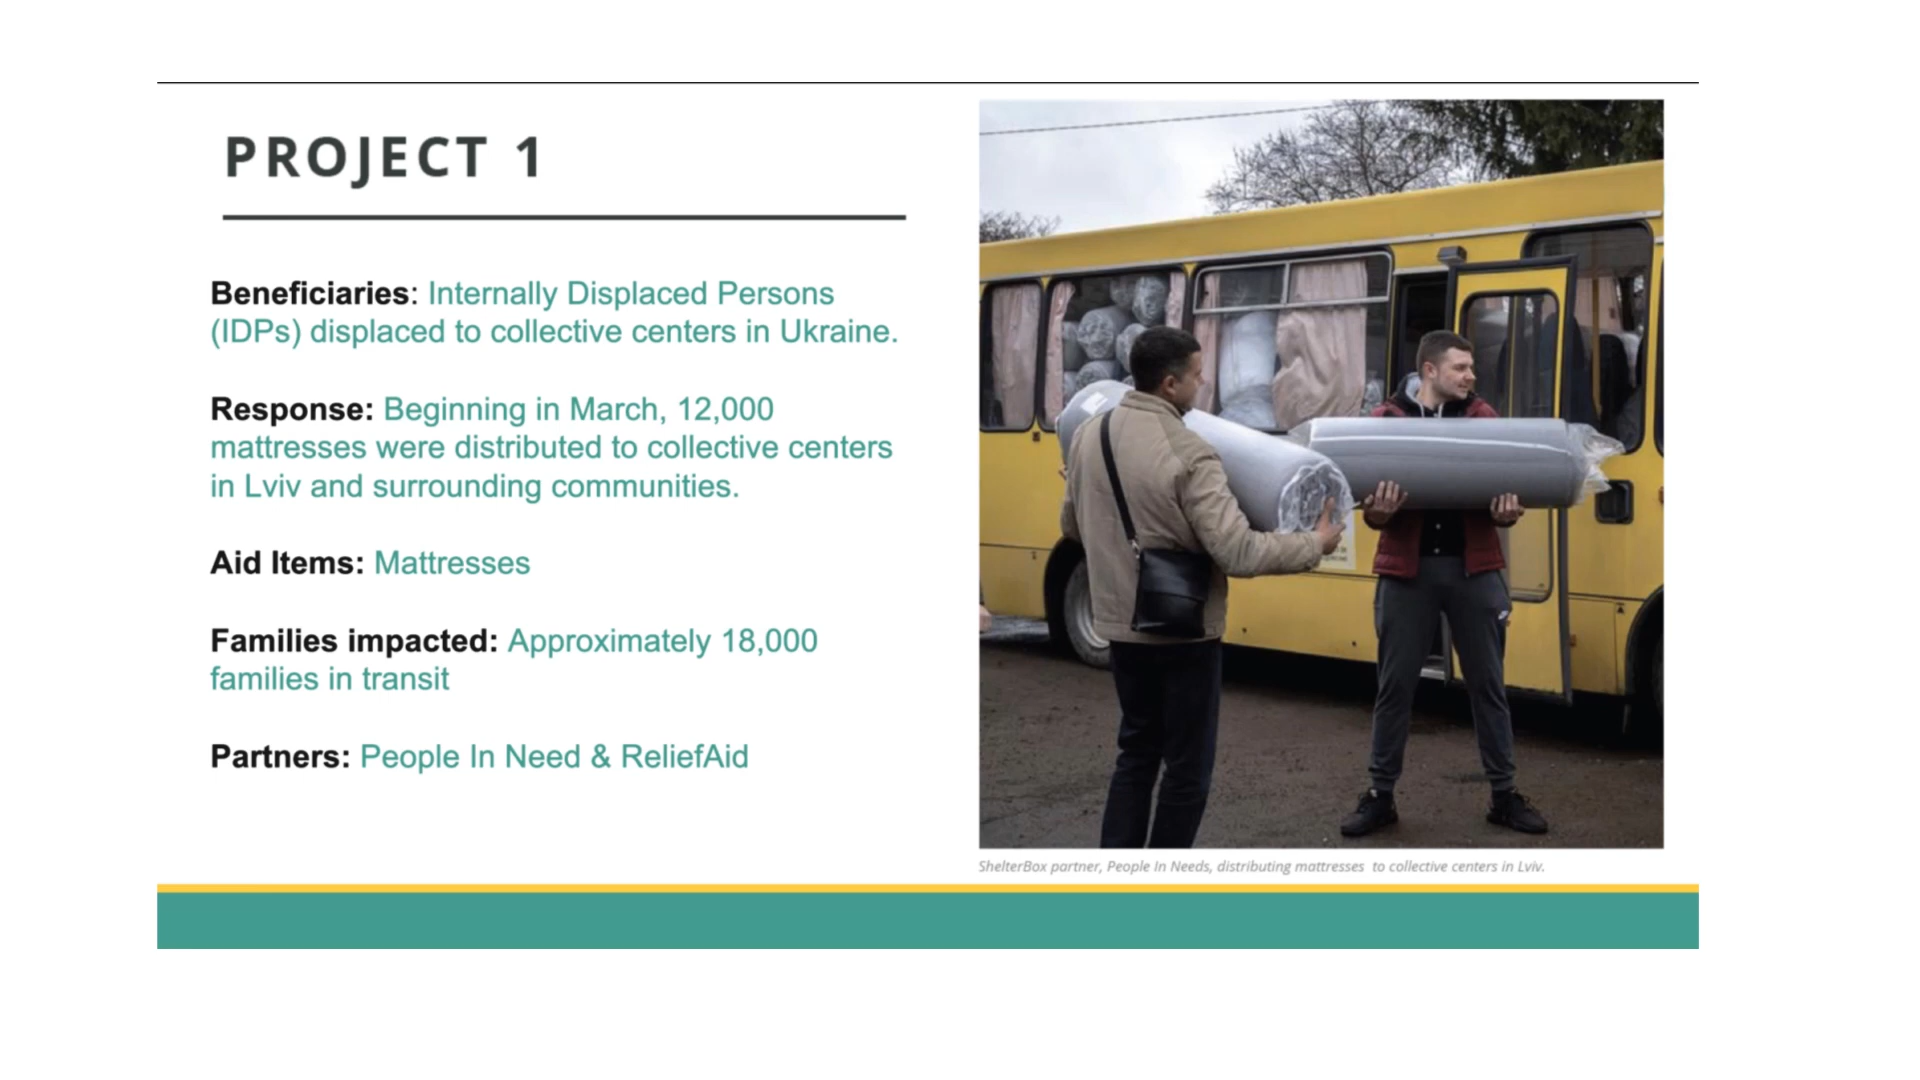 PROJECT 1
Beneficiaries: Internally Displaced Persons
(IDPs) displaced to collective centers in Ukraine.
Response: Beginning in March, 12,000
mattresses were distributed to collective centers
in Lviv and surrounding communities.
Aid Items: Mattresses
Families impacted: Approximately 18,000
families in transit
Partners: People In Need & ReliefAid
ShelterBox partner, People In Needs, distributing mattresses to collective centers in Lviv.